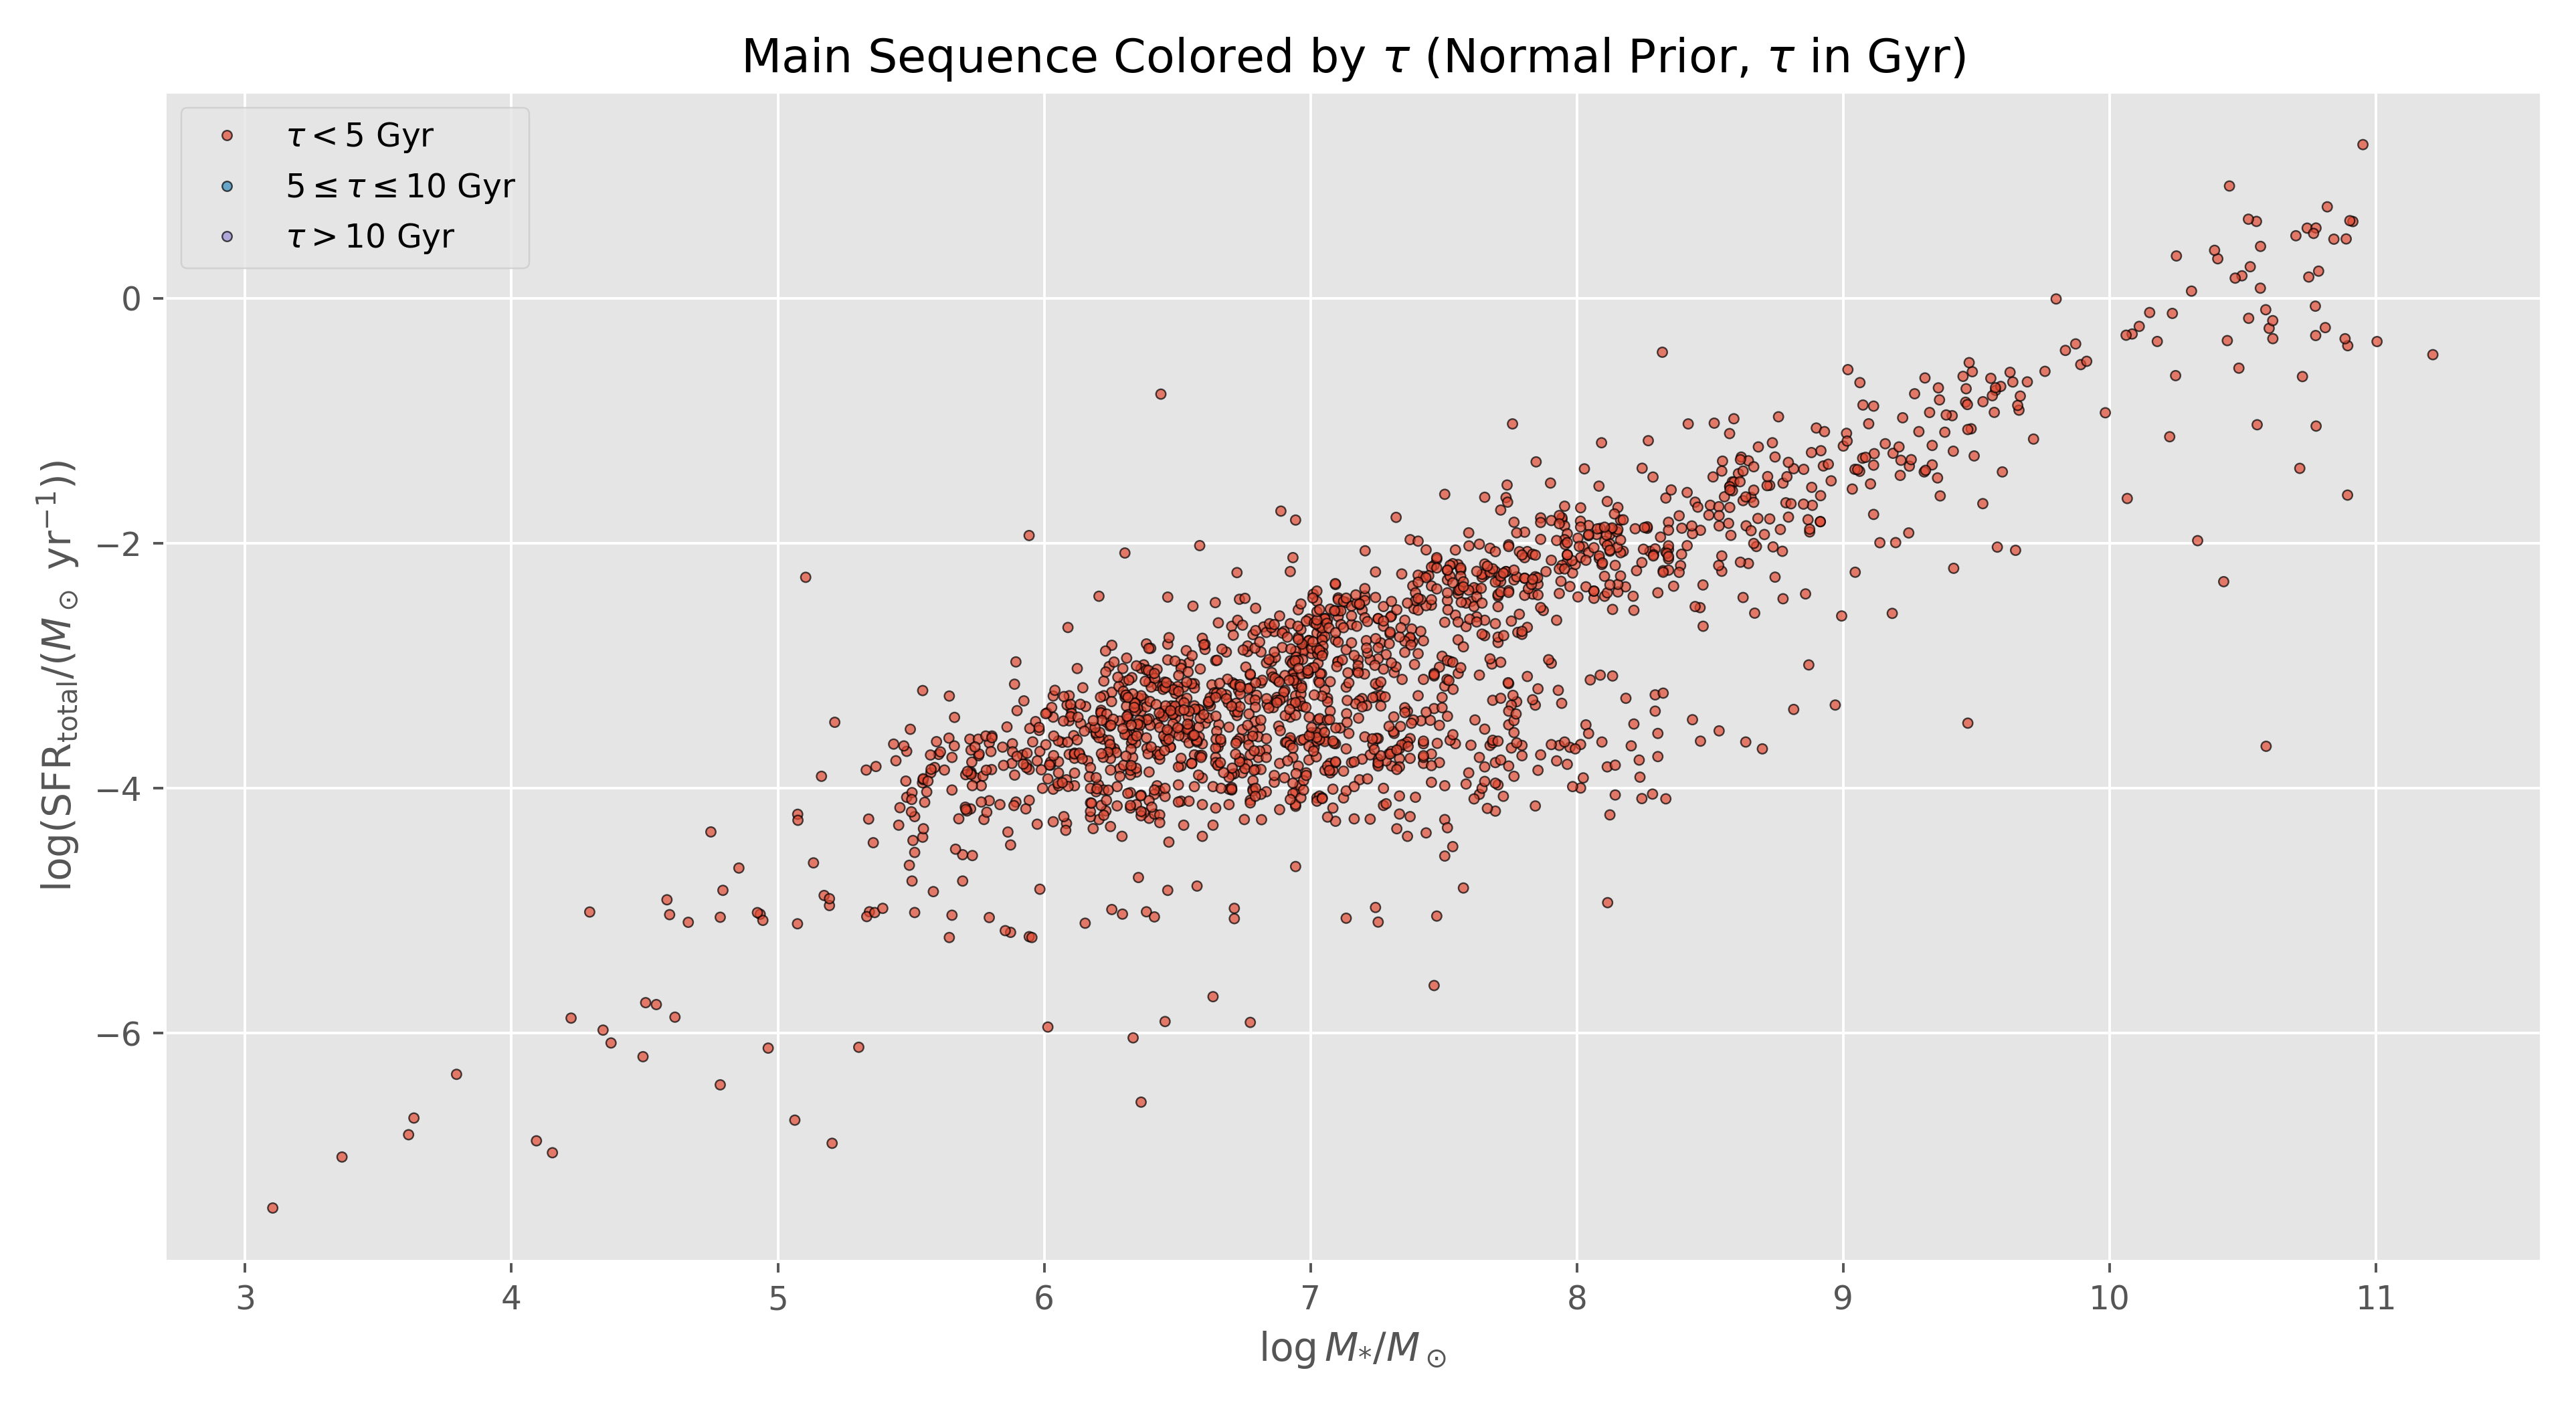 Main Sequence Colored by τ (Normal Prior, τ in Gyr)
τ < 5 Gyr
5 ≤ τ ≤ 10 Gyr
τ > 10 Gyr
log(SFR_total/(M_⊙ yr⁻¹))
0
−2
−4
−6
3 4 5 6 7 8 9 10 11
log M_*/M_⊙